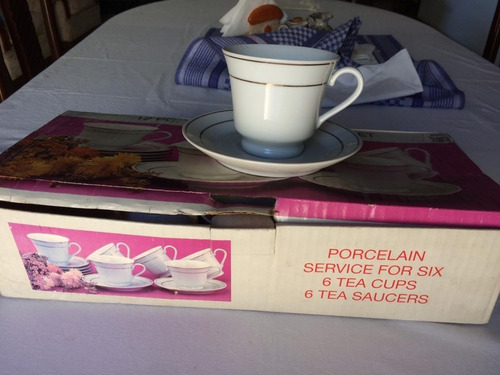 PORCELAIN
SERVICE FOR SIX
6 TEA CUPS
6 TEA SAUCERS